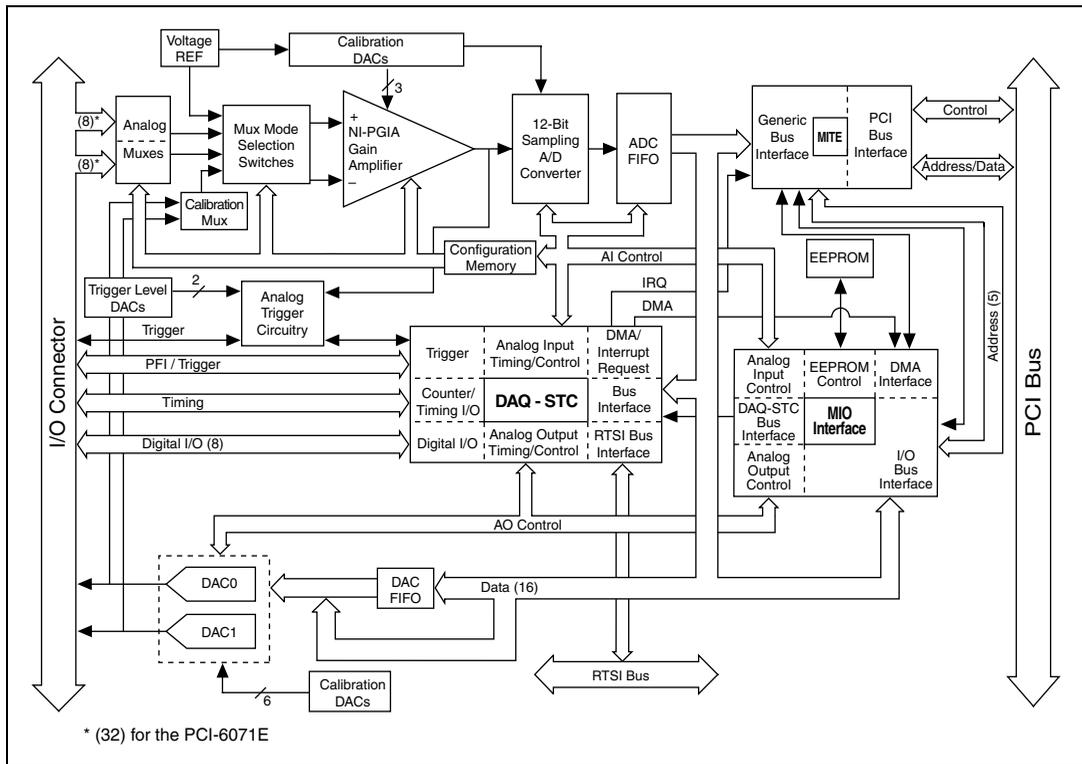 Voltage
REF
Calibration
DACs
3
(8)*
(8)*
Analog
Muxes
Mux Mode
Selection
Switches
+
NI-PGIA
Gain
Amplifier
–
12-Bit
Sampling
A/D
Converter
ADC
FIFO
Generic
Bus
Interface
MITE
PCI
Bus
Interface
Control
Address/Data
Calibration
Mux
Configuration
Memory
AI Control
EEPROM
IRQ
DMA
Address (5)
Trigger Level
DACs
2
Analog
Trigger
Circuitry
Trigger
PFI / Trigger
Timing
Digital I/O (8)
I/O Connector
PCI Bus
Trigger
Analog Input
Timing/Control
DMA/
Interrupt
Request
Counter/
Timing I/O
DAQ - STC
Bus
Interface
Digital I/O
Analog Output
Timing/Control
RTSI Bus
Interface
Analog
Input
Control
EEPROM
Control
DMA
Interface
DAQ-STC
Bus
Interface
MIO
Interface
Analog
Output
Control
I/O
Bus
Interface
AO Control
DAC0
DAC1
DAC
FIFO
Data (16)
6
Calibration
DACs
RTSI Bus
* (32) for the PCI-6071E